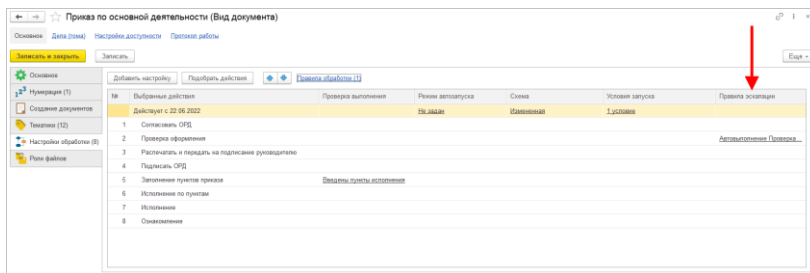 Приказ по основной деятельности (Вид документа)
Основное Дела (тома) Настройки доступности Протокол работы
Записать и закрыть Записать Еще
Основное
Нумерация (1)
Создание документов
Тематики (12)
Настройки обработки (8)
Роли файлов
Добавить настройку Подобрать действия Правила обработки (1)
№ Выбранные действия Проверка выполнения Режим автозапуска Схема Условия запуска Правила эскалации
Действует с 22.06.2022 Не задан Измененная 1 условие
1 Согласовать ОРД
2 Проверка оформления Автовыполнение Проверка...
3 Распечатать и передать на подписание руководителю
4 Подписать ОРД
5 Заполнение пунктов приказа Введены пункты исполнения
6 Исполнение по пунктам
7 Исполнение
8 Ознакомление